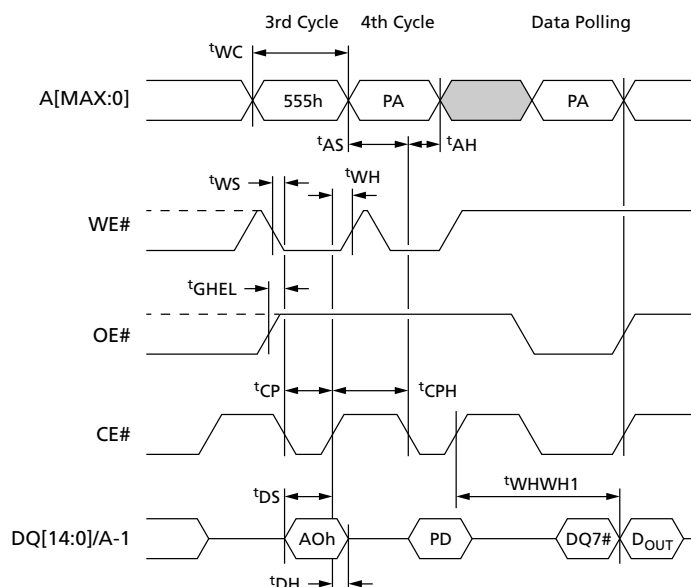 3rd Cycle 4th Cycle Data Polling
tWC
A[MAX:0] 555h PA PA
tAS tAH
tWS tWH
WE#
tGHEL
OE#
tCP tCPH
CE#
tDS tWHWH1
DQ[14:0]/A-1 AOh PD DQ7# DOUT
tDH